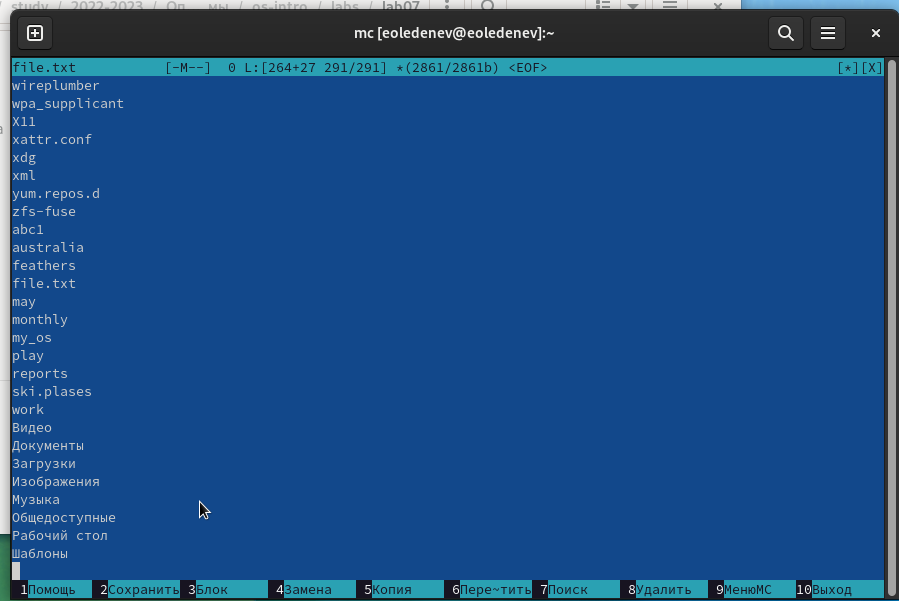 study / 2022-2023 / Оп... мы / os-intro / labs / lab07
mc [eoledenev@eoledenev]:~
file.txt [-M--] 0 L:[264+27 291/291] *(2861/2861b) <EOF> [*][X]
wireplumber
wpa_supplicant
X11
xattr.conf
xdg
xml
yum.repos.d
zfs-fuse
abc1
australia
feathers
file.txt
may
monthly
my_os
play
reports
ski.plases
work
Видео
Документы
Загрузки
Изображения
Музыка
Общедоступные
Рабочий стол
Шаблоны
1Помощь 2Сохранить 3Блок 4Замена 5Копия 6Пере~тить 7Поиск 8Удалить 9МенюMC 10Выход